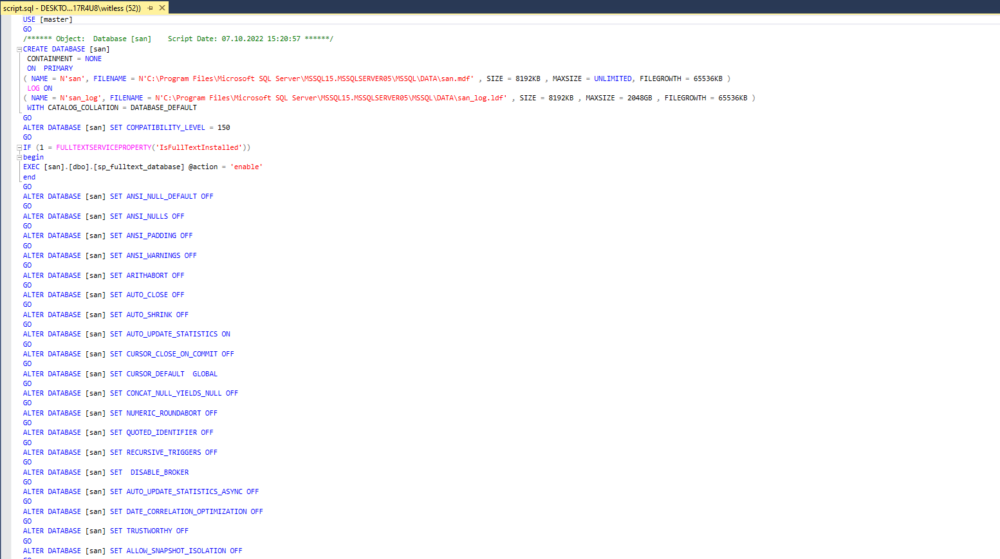 script.sql - DESKTO...17R4U8\witless (52))
USE [master]
GO
/****** Object:  Database [san]    Script Date: 07.10.2022 15:20:57 ******/
CREATE DATABASE [san]
 CONTAINMENT = NONE
 ON  PRIMARY
( NAME = N'san', FILENAME = N'C:\Program Files\Microsoft SQL Server\MSSQL15.MSSQLSERVER05\MSSQL\DATA\san.mdf' , SIZE = 8192KB , MAXSIZE = UNLIMITED, FILEGROWTH = 65536KB )
 LOG ON
( NAME = N'san_log', FILENAME = N'C:\Program Files\Microsoft SQL Server\MSSQL15.MSSQLSERVER05\MSSQL\DATA\san_log.ldf' , SIZE = 8192KB , MAXSIZE = 2048GB , FILEGROWTH = 65536KB )
 WITH CATALOG_COLLATION = DATABASE_DEFAULT
GO
ALTER DATABASE [san] SET COMPATIBILITY_LEVEL = 150
GO
IF (1 = FULLTEXTSERVICEPROPERTY('IsFullTextInstalled'))
begin
EXEC [san].[dbo].[sp_fulltext_database] @action = 'enable'
end
GO
ALTER DATABASE [san] SET ANSI_NULL_DEFAULT OFF
GO
ALTER DATABASE [san] SET ANSI_NULLS OFF
GO
ALTER DATABASE [san] SET ANSI_PADDING OFF
GO
ALTER DATABASE [san] SET ANSI_WARNINGS OFF
GO
ALTER DATABASE [san] SET ARITHABORT OFF
GO
ALTER DATABASE [san] SET AUTO_CLOSE OFF
GO
ALTER DATABASE [san] SET AUTO_SHRINK OFF
GO
ALTER DATABASE [san] SET AUTO_UPDATE_STATISTICS ON
GO
ALTER DATABASE [san] SET CURSOR_CLOSE_ON_COMMIT OFF
GO
ALTER DATABASE [san] SET CURSOR_DEFAULT  GLOBAL
GO
ALTER DATABASE [san] SET CONCAT_NULL_YIELDS_NULL OFF
GO
ALTER DATABASE [san] SET NUMERIC_ROUNDABORT OFF
GO
ALTER DATABASE [san] SET QUOTED_IDENTIFIER OFF
GO
ALTER DATABASE [san] SET RECURSIVE_TRIGGERS OFF
GO
ALTER DATABASE [san] SET  DISABLE_BROKER
GO
ALTER DATABASE [san] SET AUTO_UPDATE_STATISTICS_ASYNC OFF
GO
ALTER DATABASE [san] SET DATE_CORRELATION_OPTIMIZATION OFF
GO
ALTER DATABASE [san] SET TRUSTWORTHY OFF
GO
ALTER DATABASE [san] SET ALLOW_SNAPSHOT_ISOLATION OFF
GO